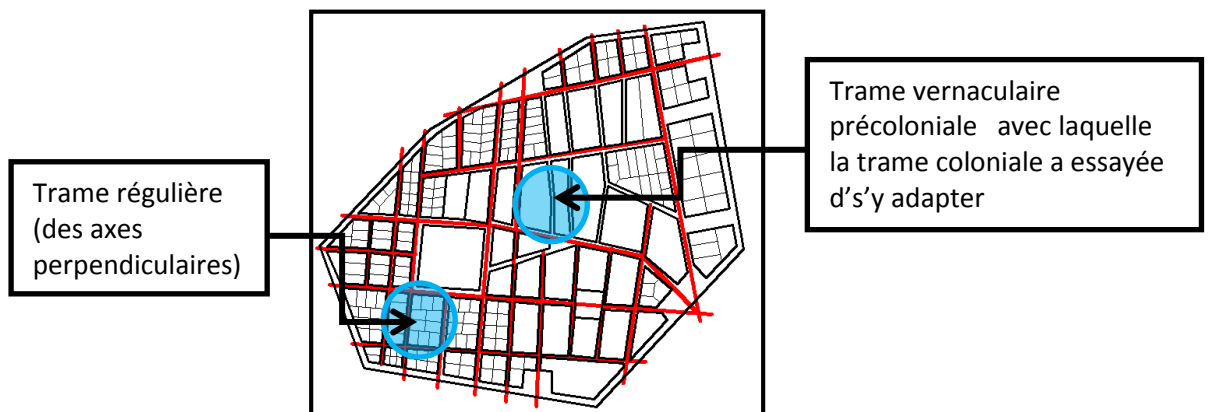 Trame régulière
(des axes
perpendiculaires)
Trame vernaculaire
précoloniale avec laquelle
la trame coloniale a essayée
d's'y adapter